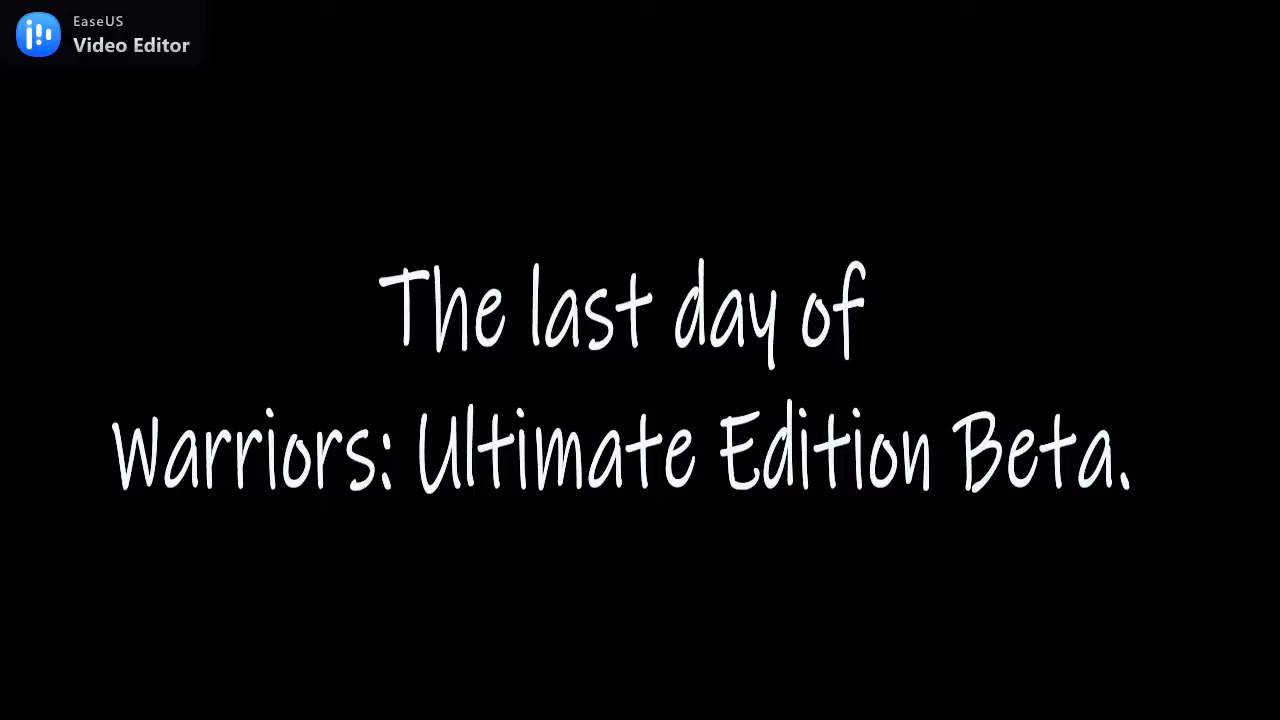 EaseUS
Video Editor
The last day of
Warriors: Ultimate Edition Beta.